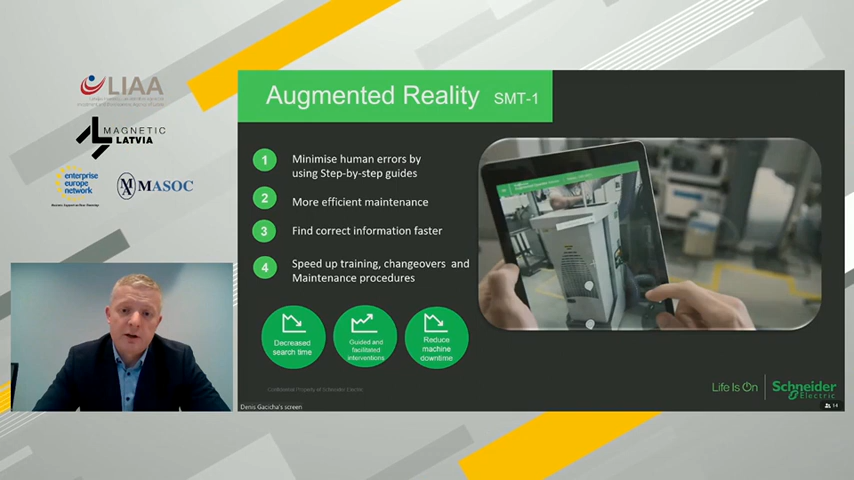 LIAA
MAGNETIC
LATVIA
enterprise
europe
network
MASOC
Augmented Reality SMT-1
1 Minimise human errors by
using Step-by-step guides
2 More efficient maintenance
3 Find correct information faster
4 Speed up training, changeovers and
Maintenance procedures
Decreased
search time
Guided and
facilitated
interventions
Reduce
machine
downtime
Confidential Property of Schneider Electric
Life Is On
Schneider
Electric
Denis Gacicha's screen
14